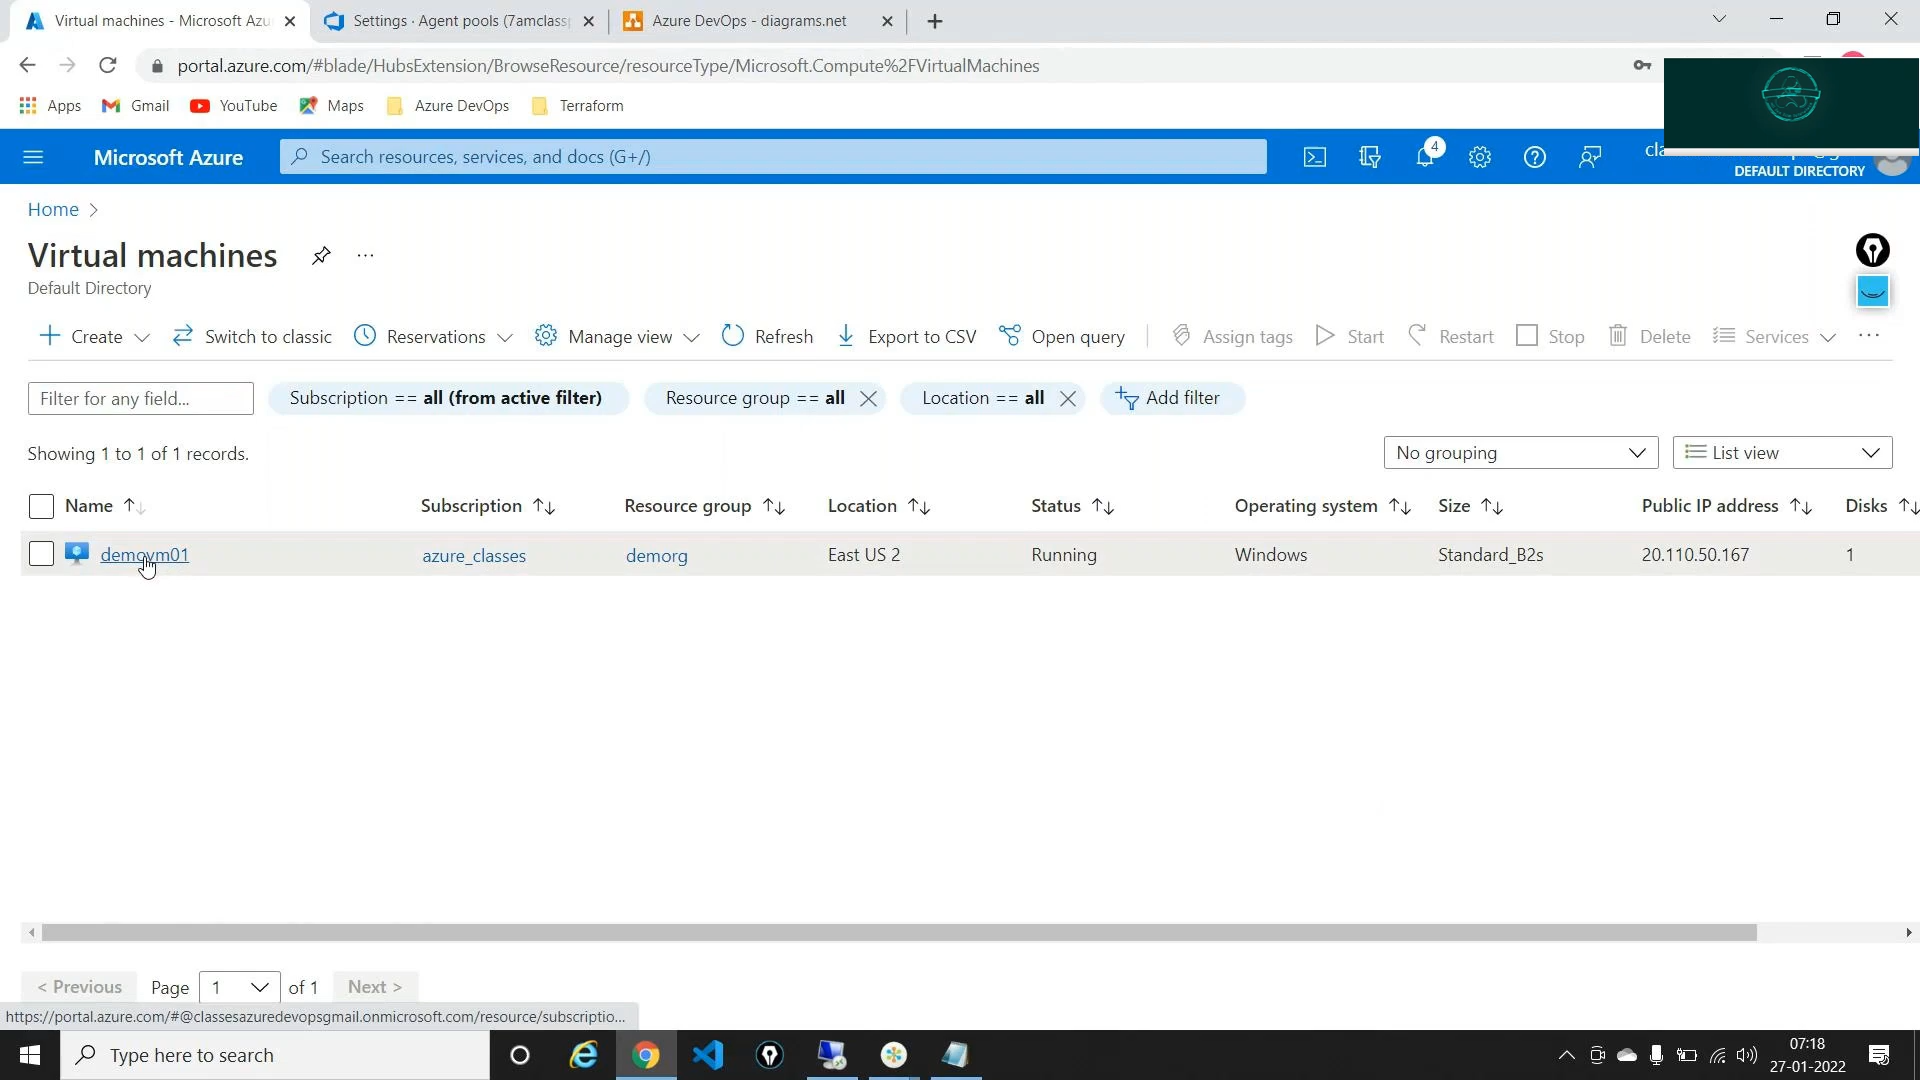 Virtual machines - Microsoft Azu
Settings · Agent pools (7amclassp
Azure DevOps - diagrams.net
portal.azure.com/#blade/HubsExtension/BrowseResource/resourceType/Microsoft.Compute%2FVirtualMachines
Apps Gmail YouTube Maps Azure DevOps Terraform
Microsoft Azure
Search resources, services, and docs (G+/)
4
cla
DEFAULT DIRECTORY
Home
Virtual machines
Default Directory
Create Switch to classic Reservations Manage view Refresh Export to CSV Open query Assign tags Start Restart Stop Delete Services
Filter for any field...
Subscription == all (from active filter)
Resource group == all
Location == all
Add filter
Showing 1 to 1 of 1 records.
No grouping
List view
Name Subscription Resource group Location Status Operating system Size Public IP address Disks
demovm01 azure_classes demorg East US 2 Running Windows Standard_B2s 20.110.50.167 1
< Previous Page 1 of 1 Next >
https://portal.azure.com/#@classesazuredevopsgmail.onmicrosoft.com/resource/subscriptio...
Type here to search
07:18
27-01-2022